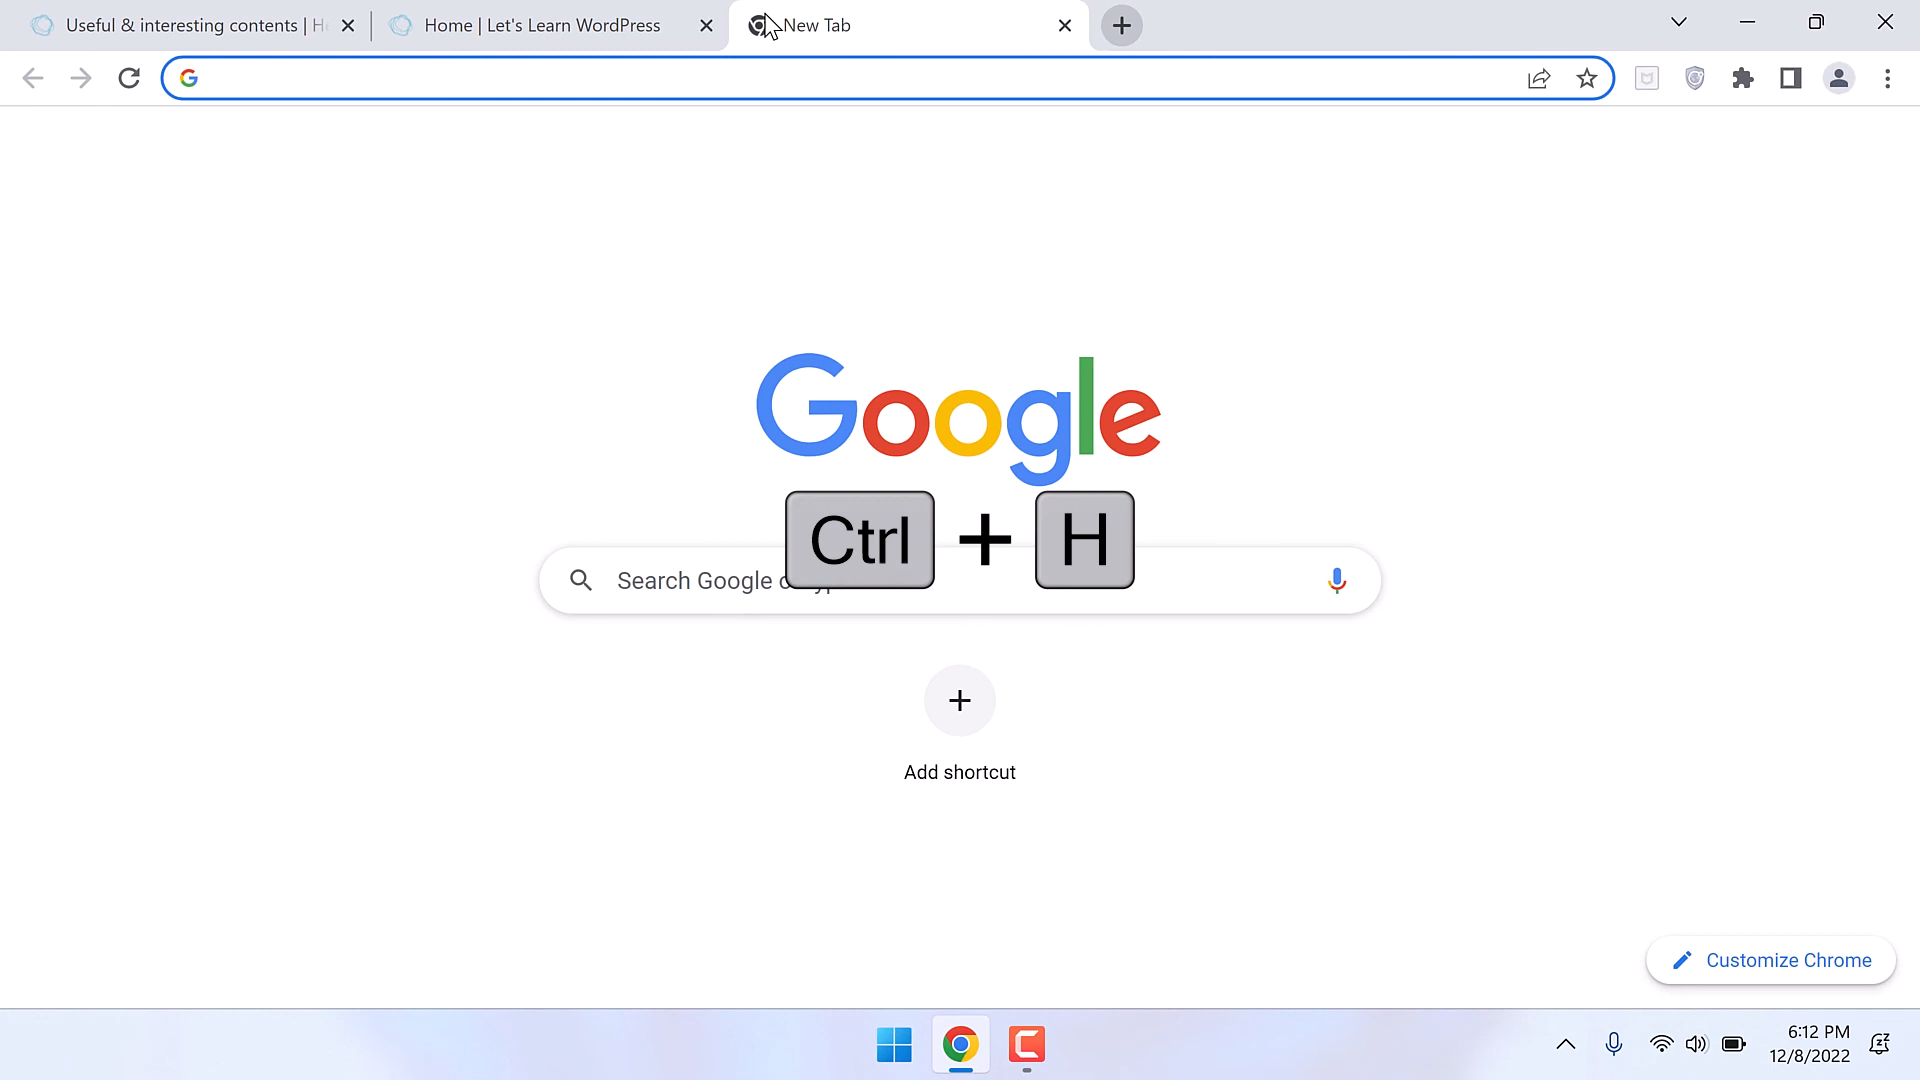 Useful & interesting contents | H
Home | Let's Learn WordPress
New Tab
Google
Ctrl + H
Search Google
Add shortcut
Customize Chrome
6:12 PM
12/8/2022